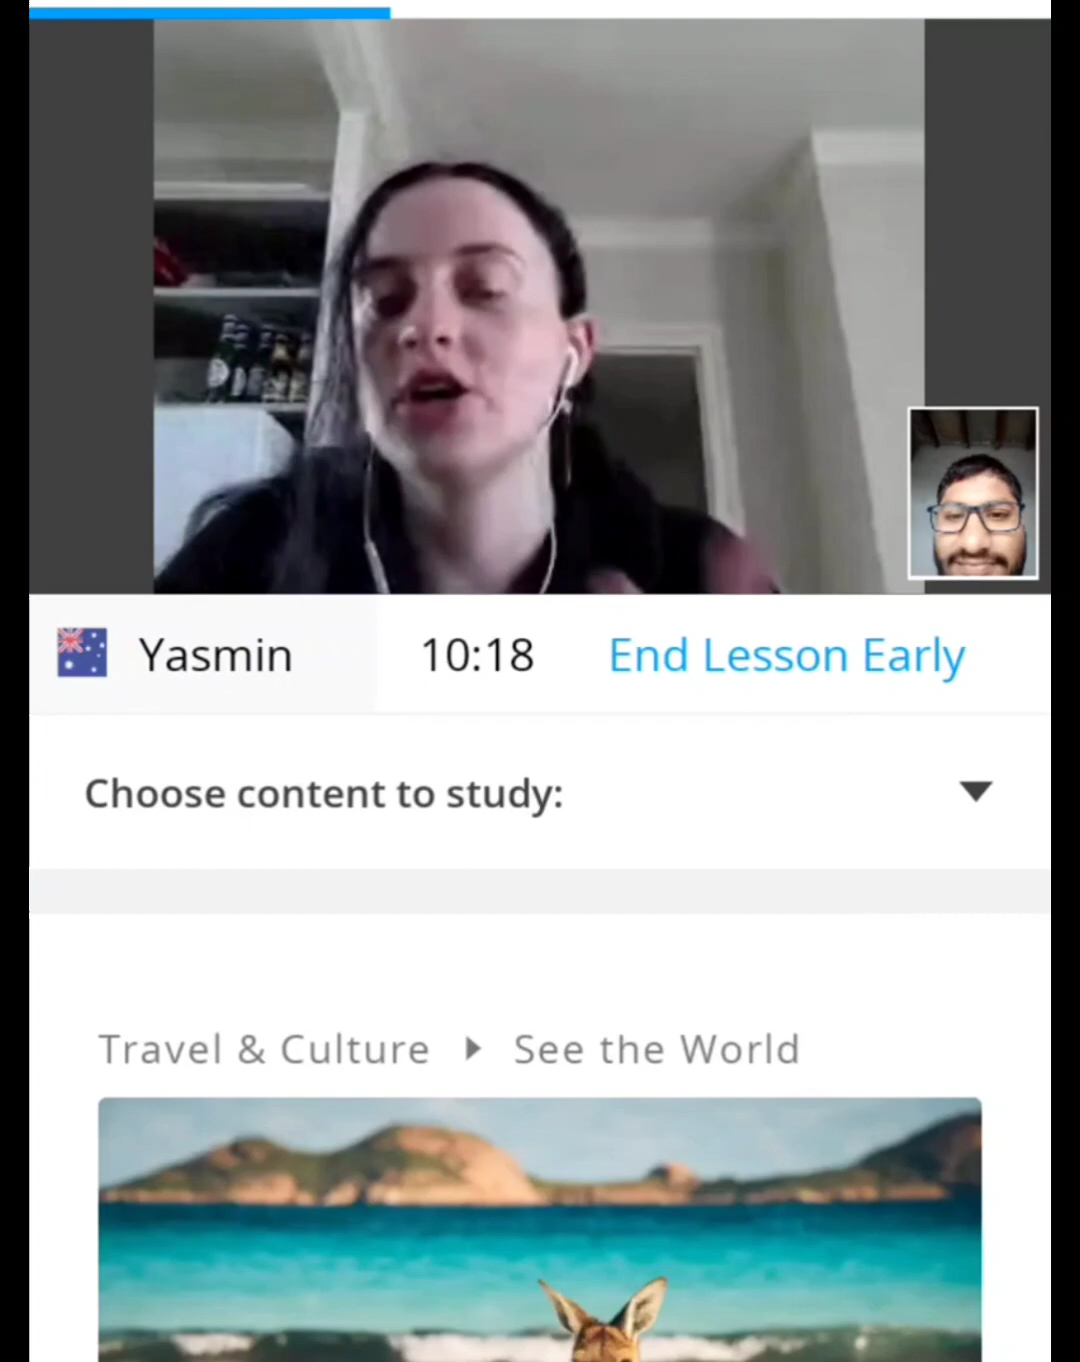 Yasmin 10:18 End Lesson Early
Choose content to study:
Travel & Culture ▶ See the World